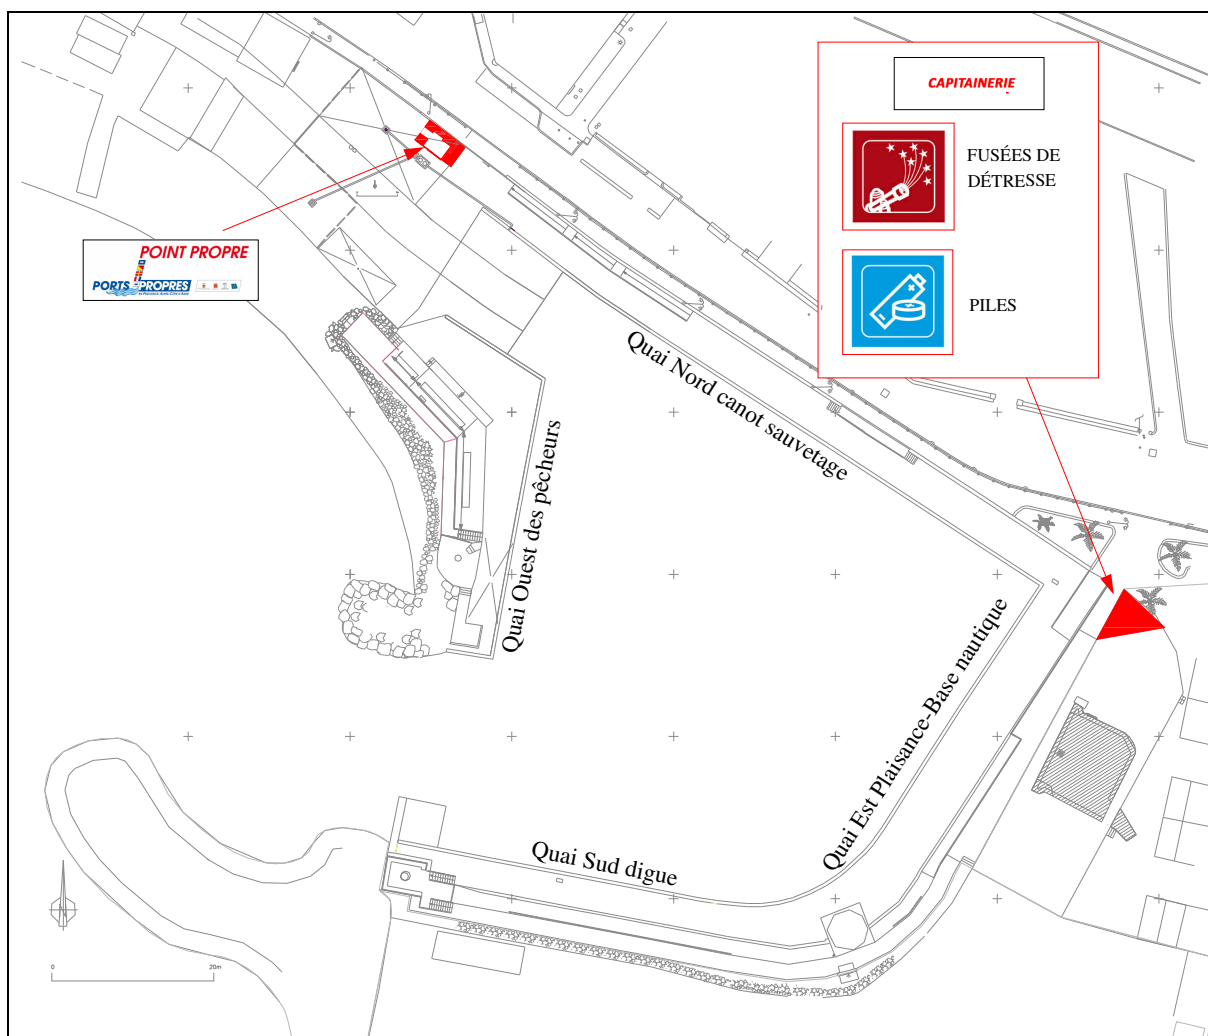 CAPITAINERIE
FUSÉES DE
DÉTRESSE
PILES
POINT PROPRE
PORTS PROPRES
Quai Nord canot sauvetage
Quai Ouest des pêcheurs
Quai Est Plaisance-Base nautique
Quai Sud digue
0
20m